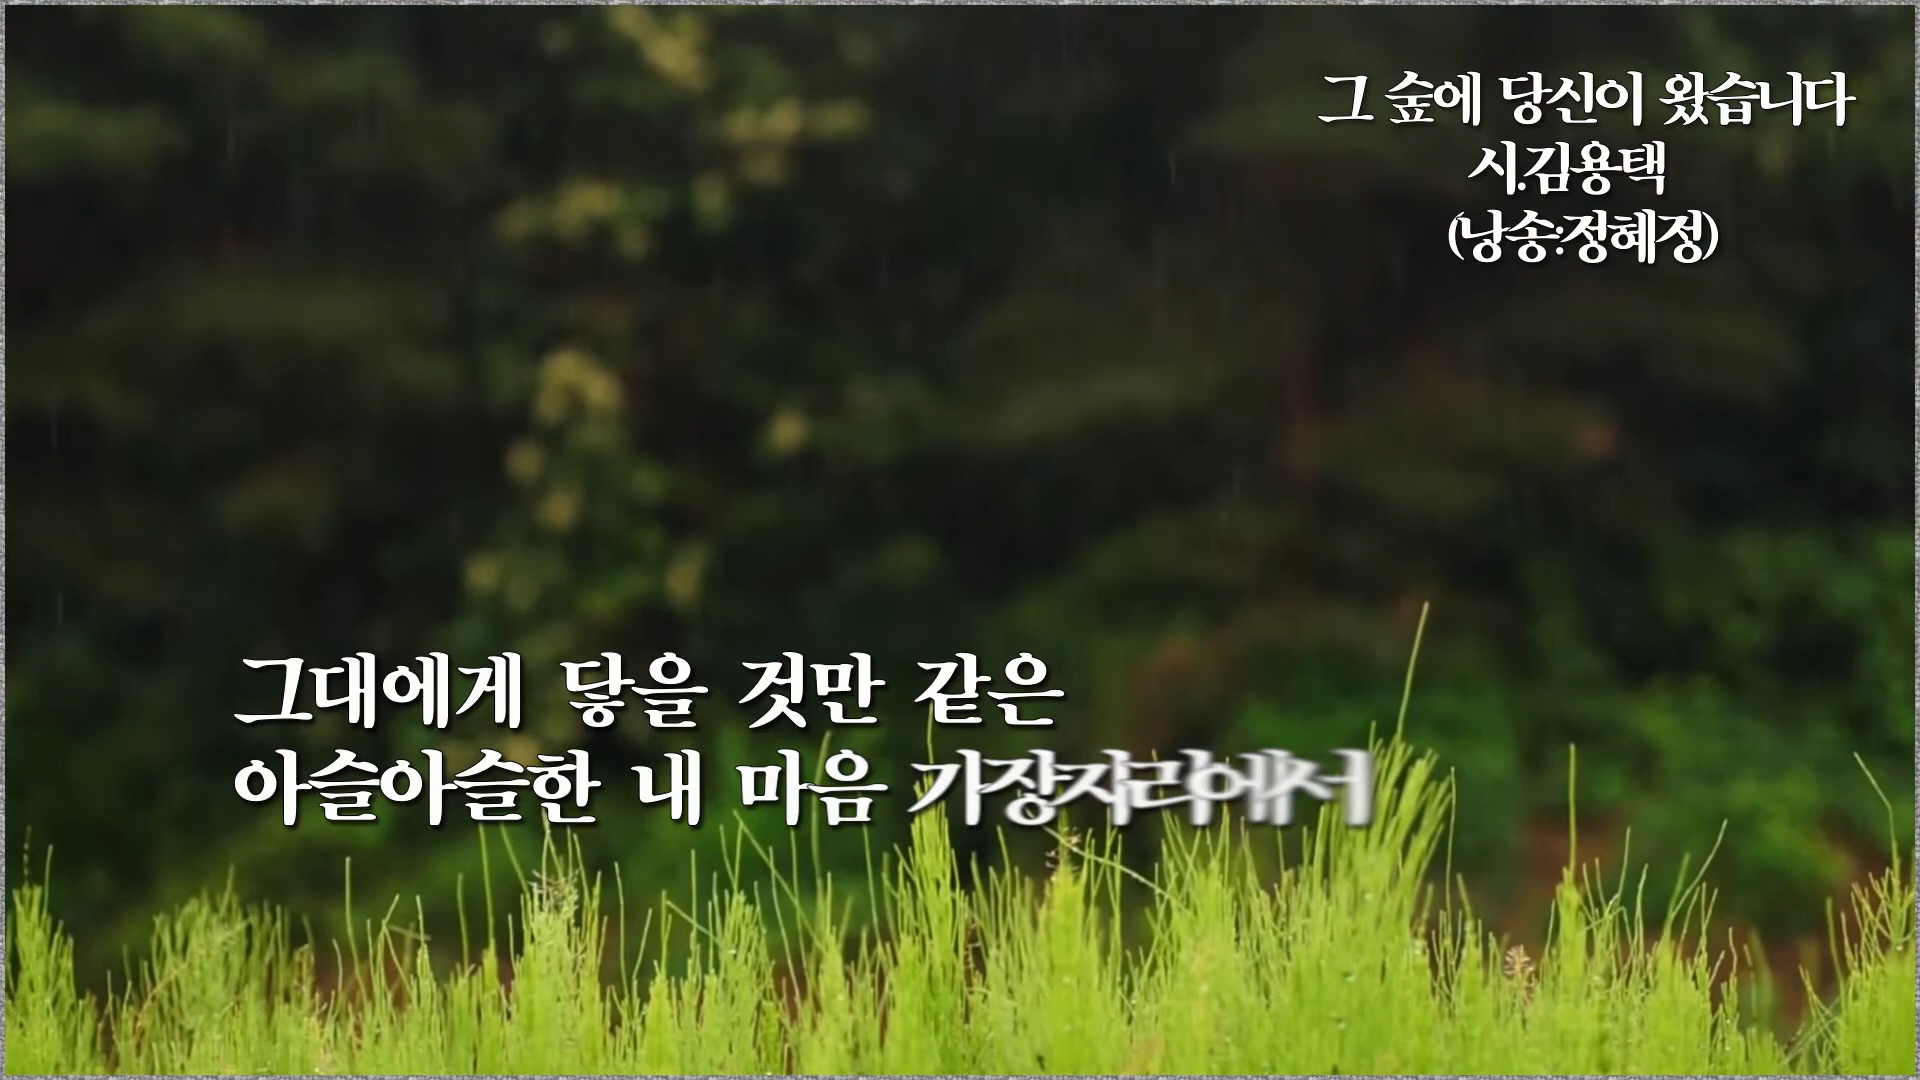 그 숲에 당신이 왔습니다
시.김용택
(낭송:정혜정)
그대에게 닿을 것만 같은
아슬아슬한 내 마음 가장자리에서